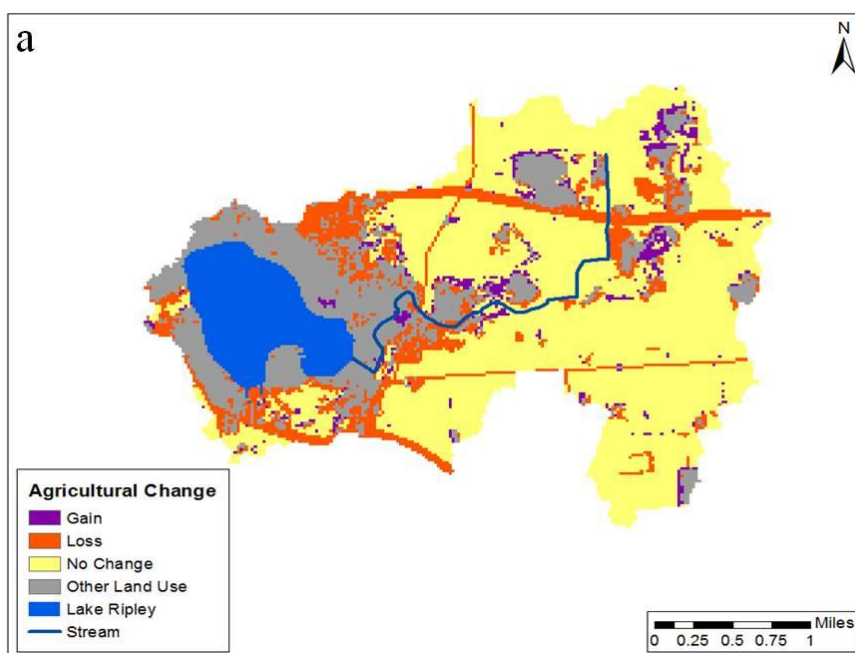 a
N
Agricultural Change
Gain
Loss
No Change
Other Land Use
Lake Ripley
Stream
Miles
0 0.25 0.5 0.75 1